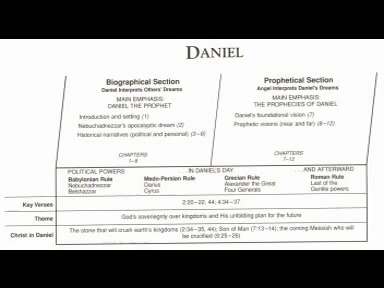 DANIEL
Biographical Section
Daniel Interprets Others' Dreams
MAIN EMPHASIS:
DANIEL THE PROPHET
Introduction and setting (1)
Nebuchadnezzar's apocalyptic dream (2)
Historical narratives (political and personal) (3–6)
CHAPTERS
1–6
Prophetical Section
Angel Interprets Daniel's Dreams
MAIN EMPHASIS:
THE PROPHECIES OF DANIEL
Daniel's foundational vision (7)
Prophetic visions (near and far) (8–12)
CHAPTERS
7–12
POLITICAL POWERS . . . IN DANIEL'S DAY . . . AND AFTERWARD
Babylonian Rule
Nebuchadnezzar
Belshazzar
Medo-Persian Rule
Darius
Cyrus
Grecian Rule
Alexander the Great
Four Generals
Roman Rule
Last of the
Gentile powers
Key Verses 2:20–22, 44; 4:34–37
Theme God's sovereignty over kingdoms and His unfolding plan for the future
Christ in Daniel The stone that will crush earth's kingdoms (2:34–35, 44); Son of Man (7:13–14); the coming Messiah who will
be crucified (9:25–26)